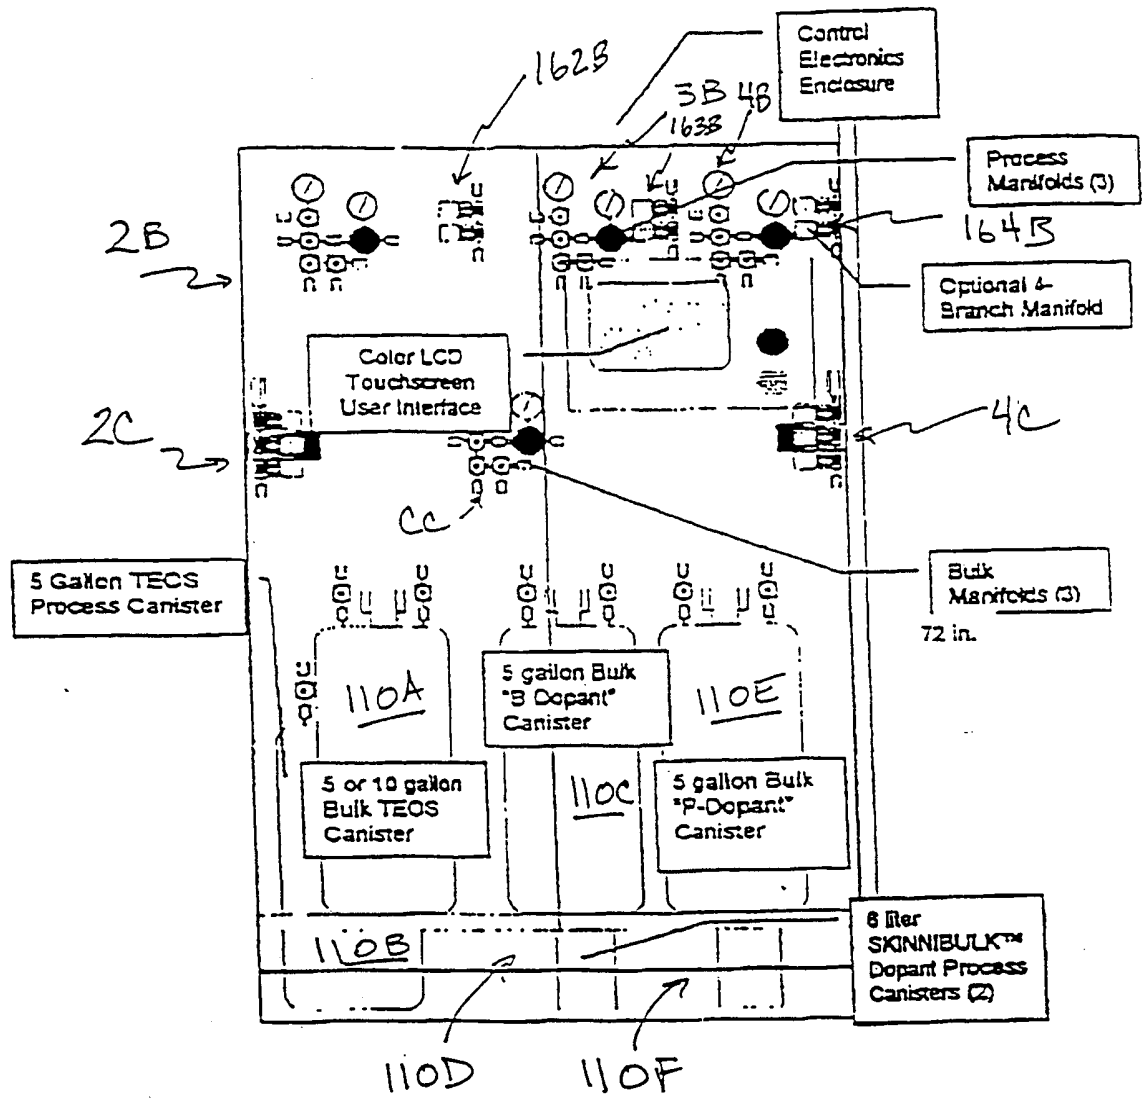 Control
Electronics
Enclosure
162B
3B
4B
163B
Process
Manifolds (3)
164B
2B
Optional 4-
Branch Manifold
Color LCD
Touchscreen
User Interface
2C
4C
CC
5 Gallon TEOS
Process Canister
Bulk
Manifolds (3)
72 in.
110A
5 gallon Bulk
"B Dopant"
Canister
110E
5 or 10 gallon
Bulk TEOS
Canister
110C
5 gallon Bulk
"P-Dopant"
Canister
110B
6 liter
SKINNIBULK™
Dopant Process
Canisters (2)
110D
110F